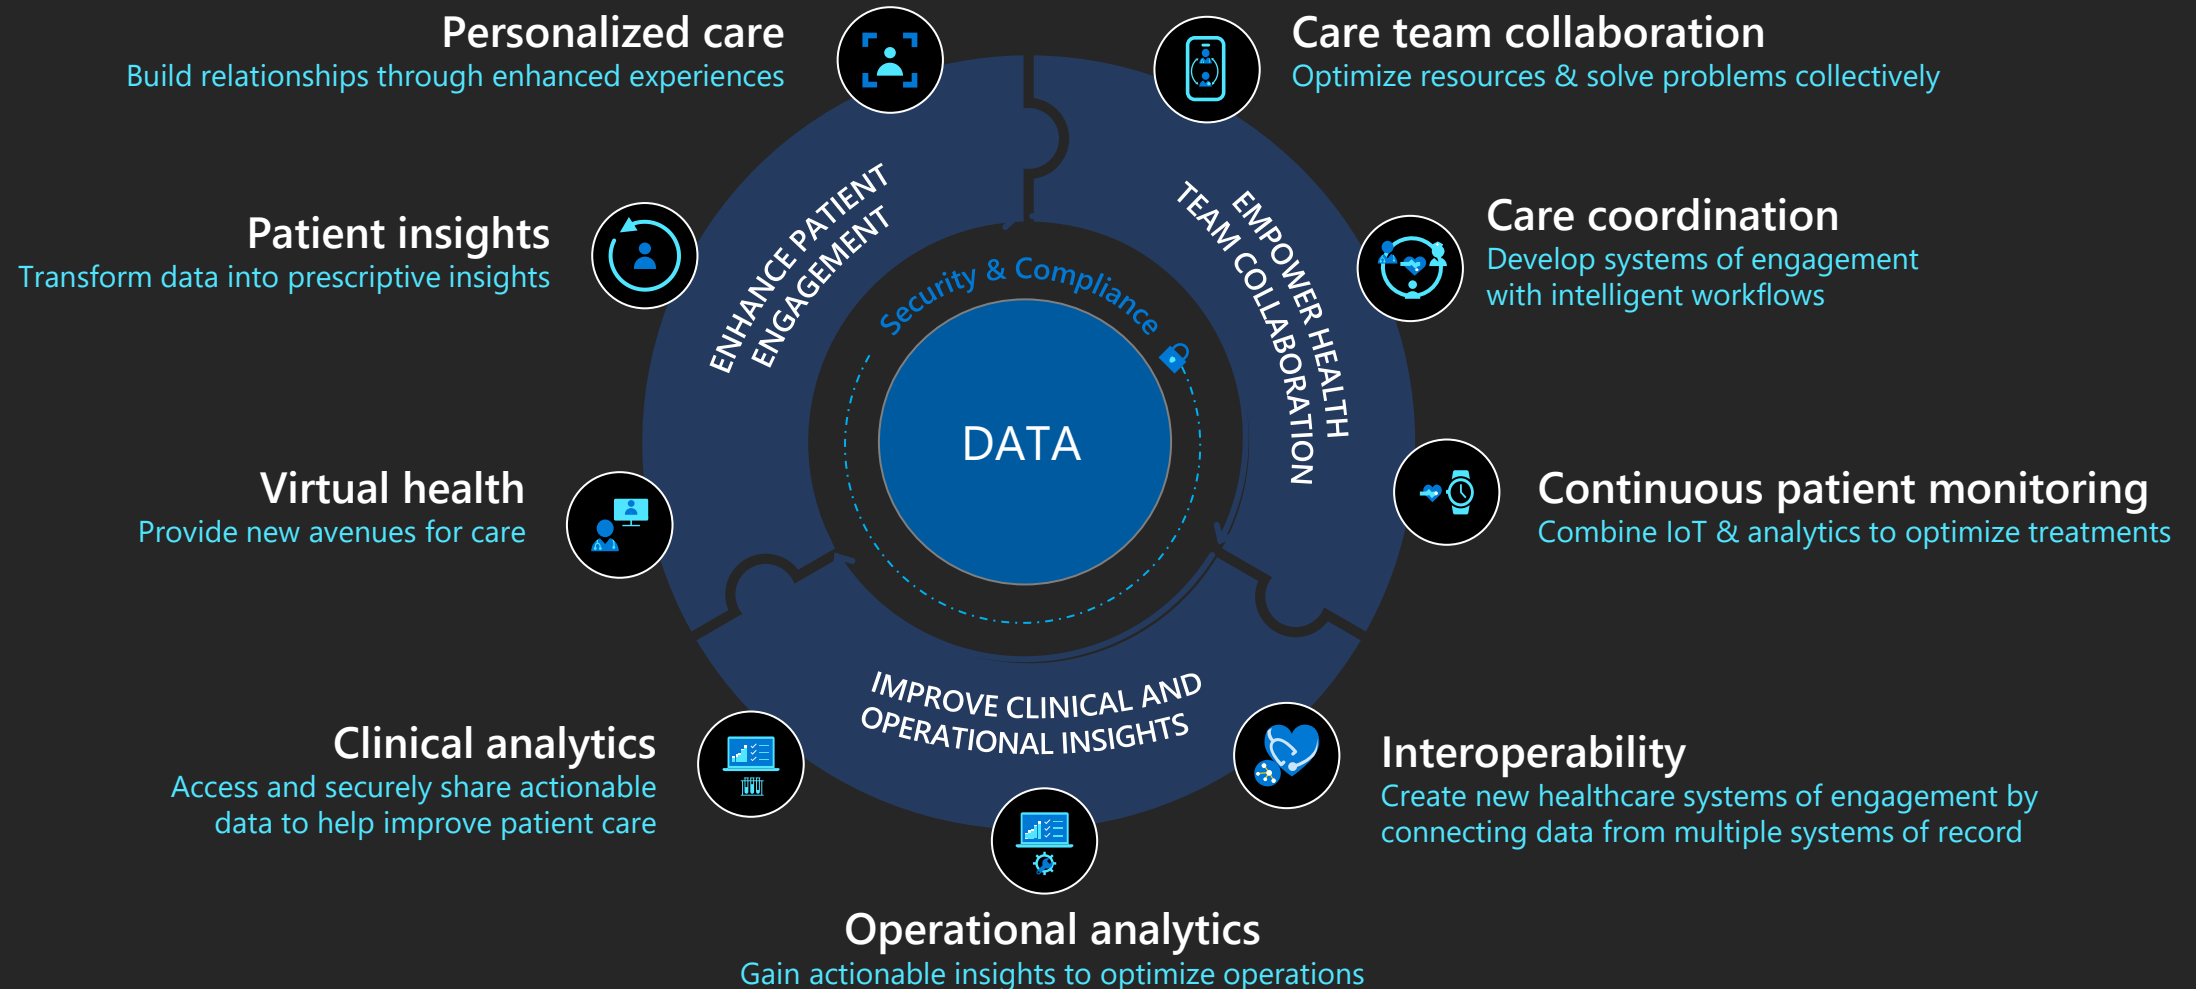 Personalized care
Build relationships through enhanced experiences
Care team collaboration
Optimize resources & solve problems collectively
Patient insights
Transform data into prescriptive insights
Care coordination
Develop systems of engagement
with intelligent workflows
Virtual health
Provide new avenues for care
Continuous patient monitoring
Combine IoT & analytics to optimize treatments
ENHANCE PATIENT
ENGAGEMENT
EMPOWER HEALTH
TEAM COLLABORATION
Security & Compliance
DATA
IMPROVE CLINICAL AND
OPERATIONAL INSIGHTS
Clinical analytics
Access and securely share actionable
data to help improve patient care
Interoperability
Create new healthcare systems of engagement by
connecting data from multiple systems of record
Operational analytics
Gain actionable insights to optimize operations